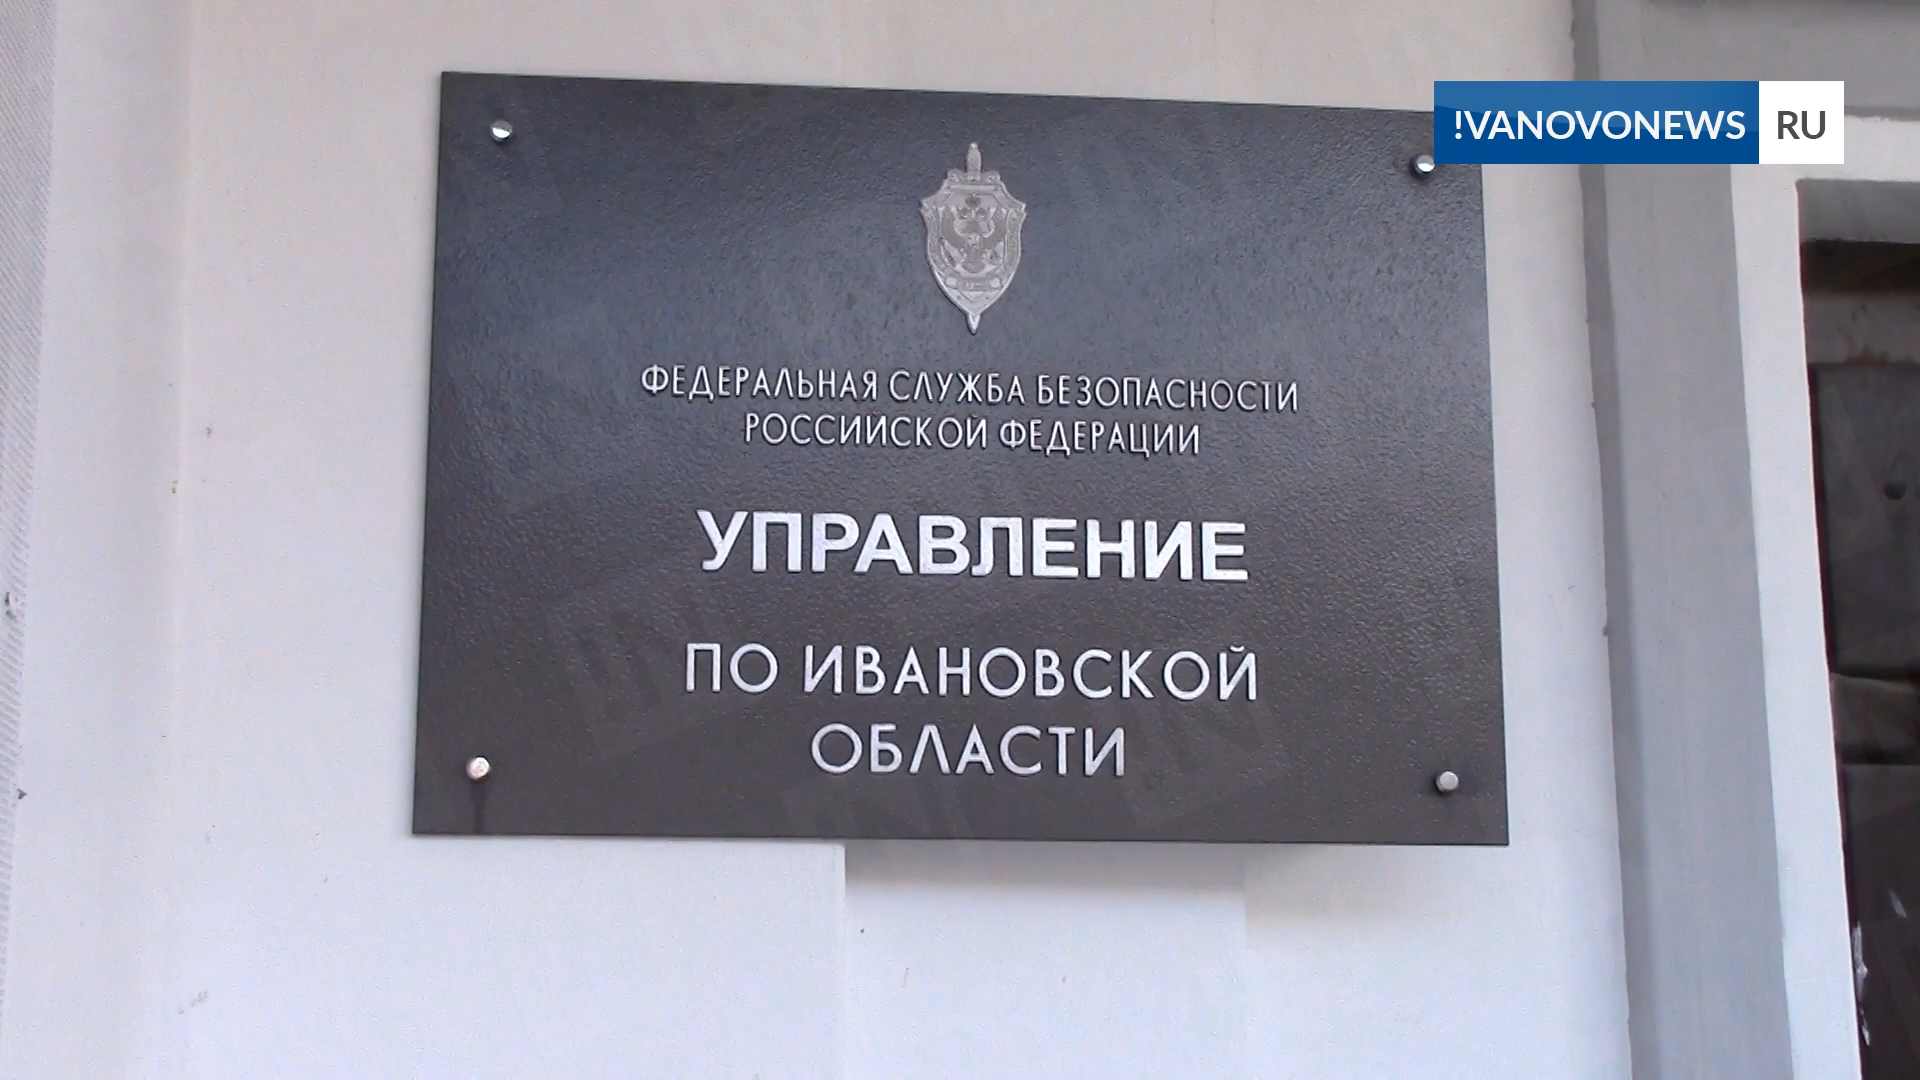 !VANOVONEWS RU
ФЕДЕРАЛЬНАЯ СЛУЖБА БЕЗОПАСНОСТИ
РОССИЙСКОЙ ФЕДЕРАЦИИ
УПРАВЛЕНИЕ
ПО ИВАНОВСКОЙ
ОБЛАСТИ